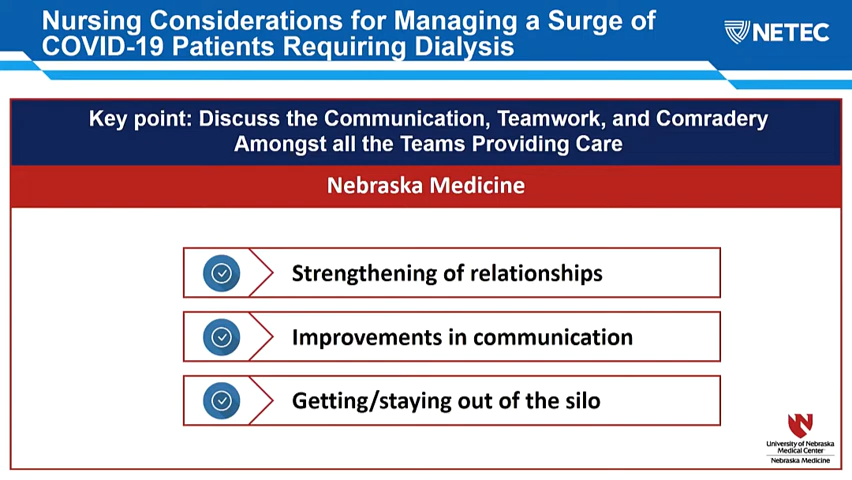 Nursing Considerations for Managing a Surge of
COVID-19 Patients Requiring Dialysis
NETEC
Key point: Discuss the Communication, Teamwork, and Comradery
Amongst all the Teams Providing Care
Nebraska Medicine
Strengthening of relationships
Improvements in communication
Getting/staying out of the silo
N
University of Nebraska
Medical Center
Nebraska Medicine